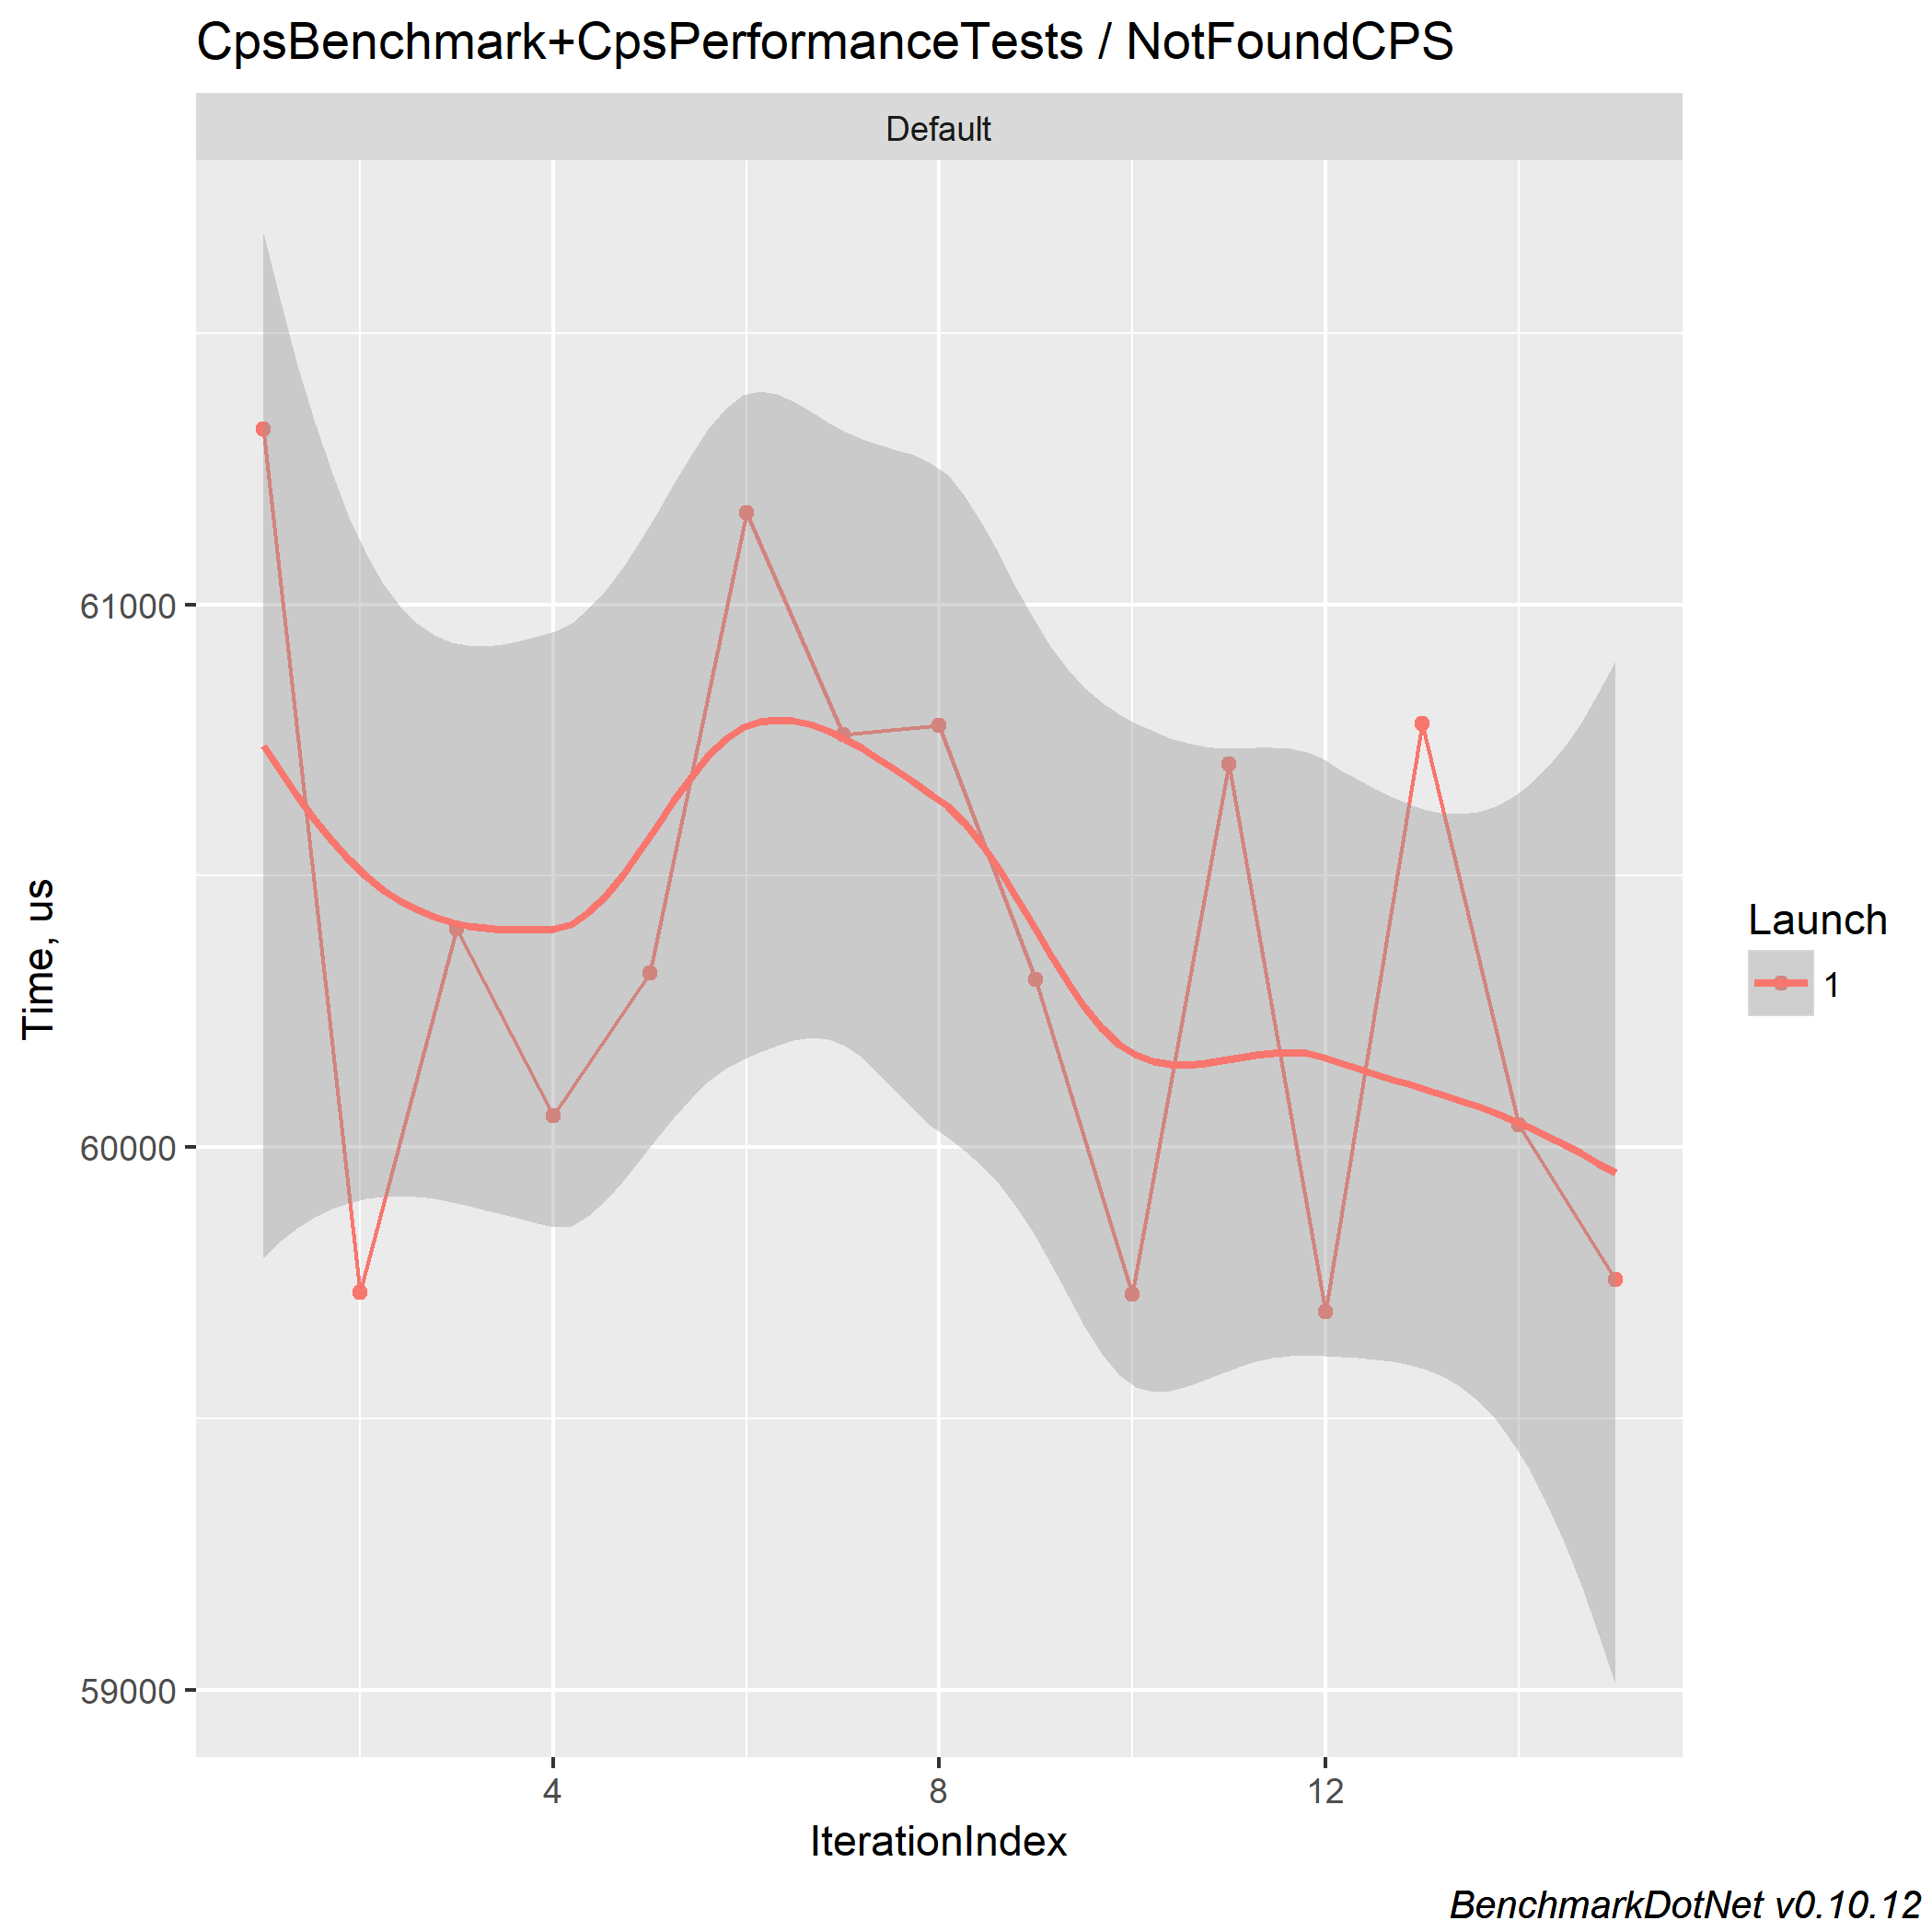 CpsBenchmark+CpsPerformanceTests / NotFoundCPS
Default
61000
60000
59000
Time, us
4 8 12
IterationIndex
Launch
1
BenchmarkDotNet v0.10.12